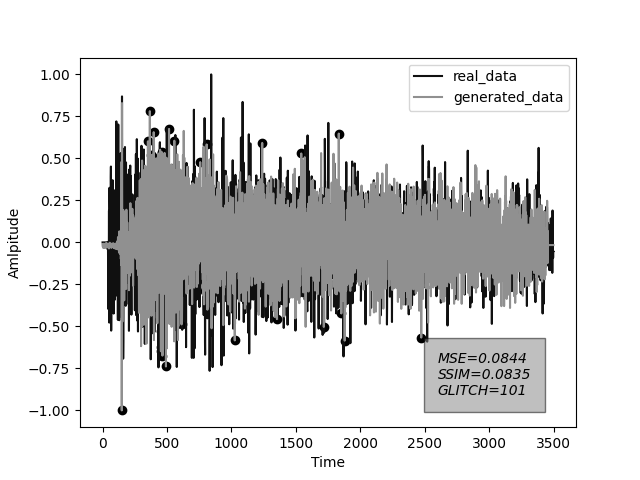 real_data
generated_data
1.00
0.75
0.50
0.25
0.00
−0.25
−0.50
−0.75
−1.00
Amlpitude
MSE=0.0844
SSIM=0.0835
GLITCH=101
0 500 1000 1500 2000 2500 3000 3500
Time